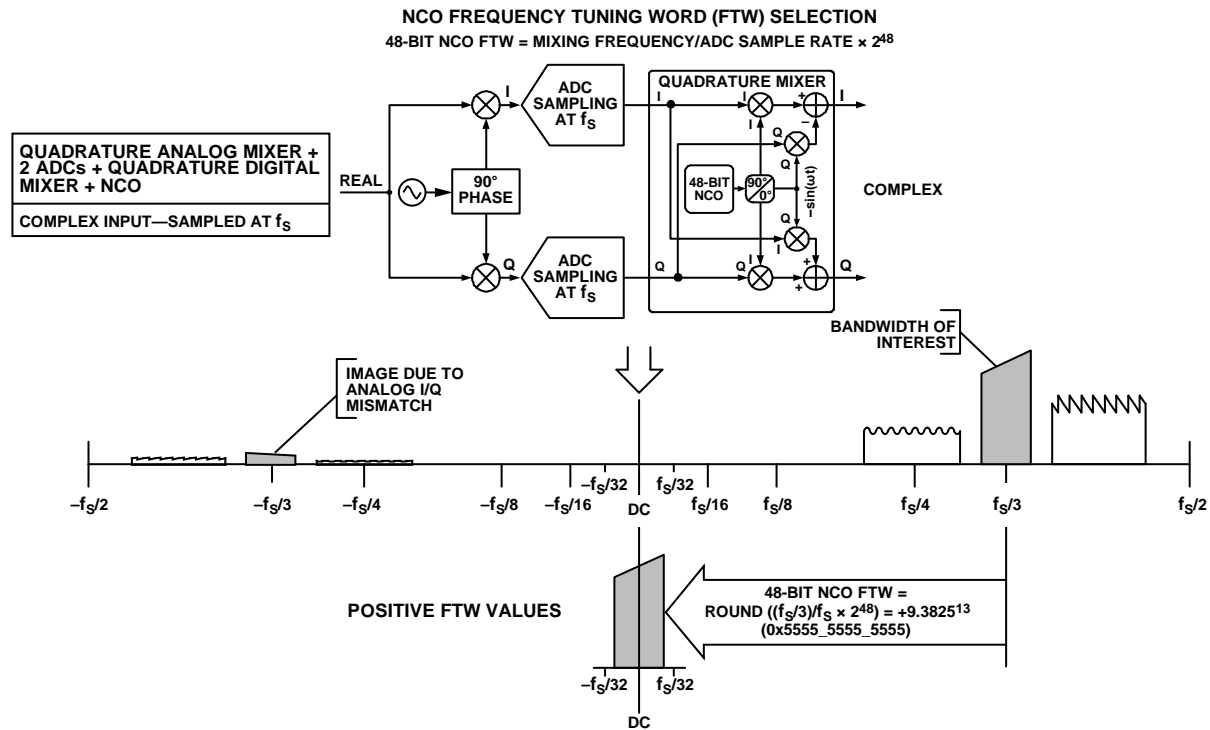 NCO FREQUENCY TUNING WORD (FTW) SELECTION
48-BIT NCO FTW = MIXING FREQUENCY/ADC SAMPLE RATE × 2^48
QUADRATURE ANALOG MIXER +
2 ADCs + QUADRATURE DIGITAL
MIXER + NCO
COMPLEX INPUT—SAMPLED AT fS
REAL
90°
PHASE
I
Q
ADC
SAMPLING
AT fS
ADC
SAMPLING
AT fS
QUADRATURE MIXER
I
I
I
+
–
I
Q
Q
48-BIT
NCO
90°
0°
–sin(ωt)
Q
I
Q
Q
I
+
+
Q
COMPLEX
BANDWIDTH OF
INTEREST
IMAGE DUE TO
ANALOG I/Q
MISMATCH
–fS/2
–fS/3
–fS/4
–fS/8
–fS/16
–fS/32
DC
fS/32
fS/16
fS/8
fS/4
fS/3
fS/2
POSITIVE FTW VALUES
48-BIT NCO FTW =
ROUND ((fS/3)/fS × 2^48) = +9.3825^13
(0x5555_5555_5555)
–fS/32
fS/32
DC